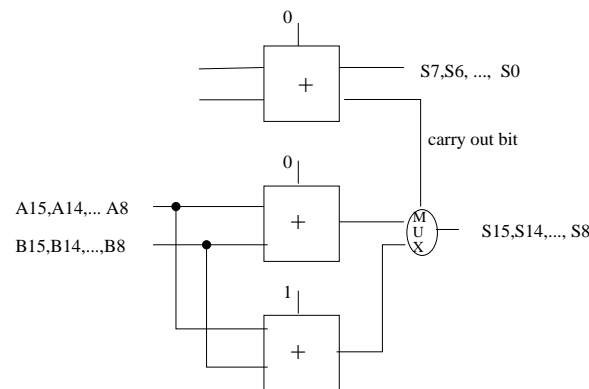 0
+
S7,S6, ..., S0
carry out bit
0
A15,A14,... A8
B15,B14,...,B8
+
M
U
X
S15,S14,..., S8
1
+